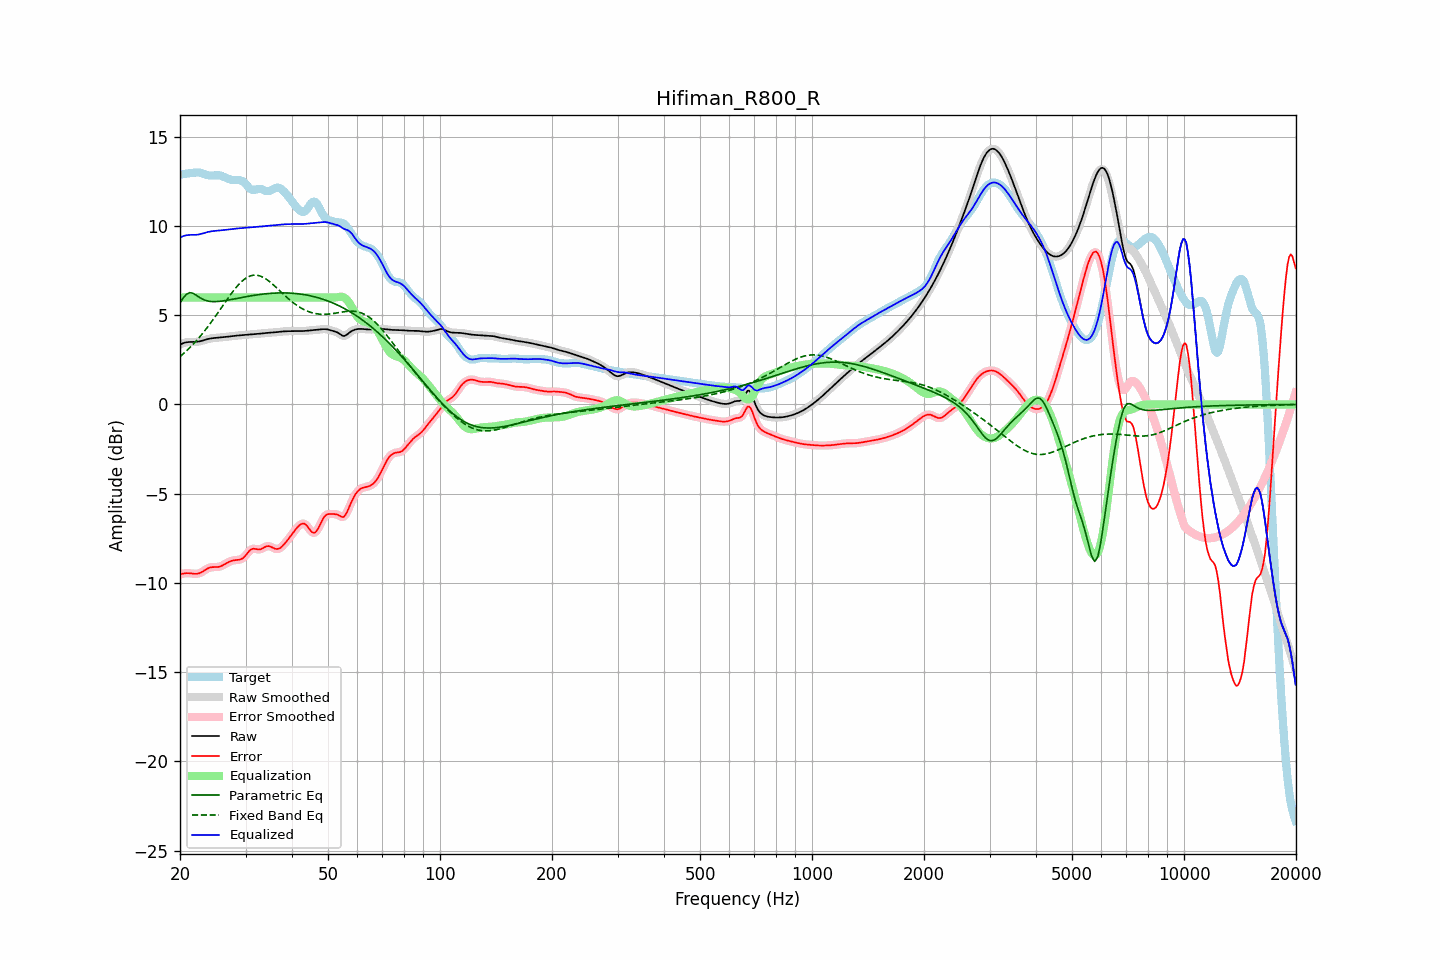 Hifiman_R800_R
15
10
5
0
−5
−10
−15
−20
−25
Amplitude (dBr)
Target
Raw Smoothed
Error Smoothed
Raw
Error
Equalization
Parametric Eq
Fixed Band Eq
Equalized
20 50 100 200 500 1000 2000 5000 10000 20000
Frequency (Hz)